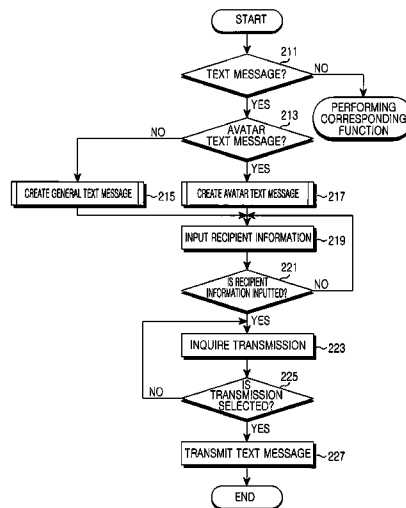 START
211
TEXT MESSAGE?
NO
YES
PERFORMING
CORRESPONDING
FUNCTION
213
AVATAR
TEXT MESSAGE?
NO
YES
CREATE GENERAL TEXT MESSAGE
215
CREATE AVATAR TEXT MESSAGE
217
INPUT RECIPIENT INFORMATION
219
221
IS RECIPIENT
INFORMATION INPUTTED?
NO
YES
INQUIRE TRANSMISSION
223
225
IS
TRANSMISSION
SELECTED?
NO
YES
TRANSMIT TEXT MESSAGE
227
END